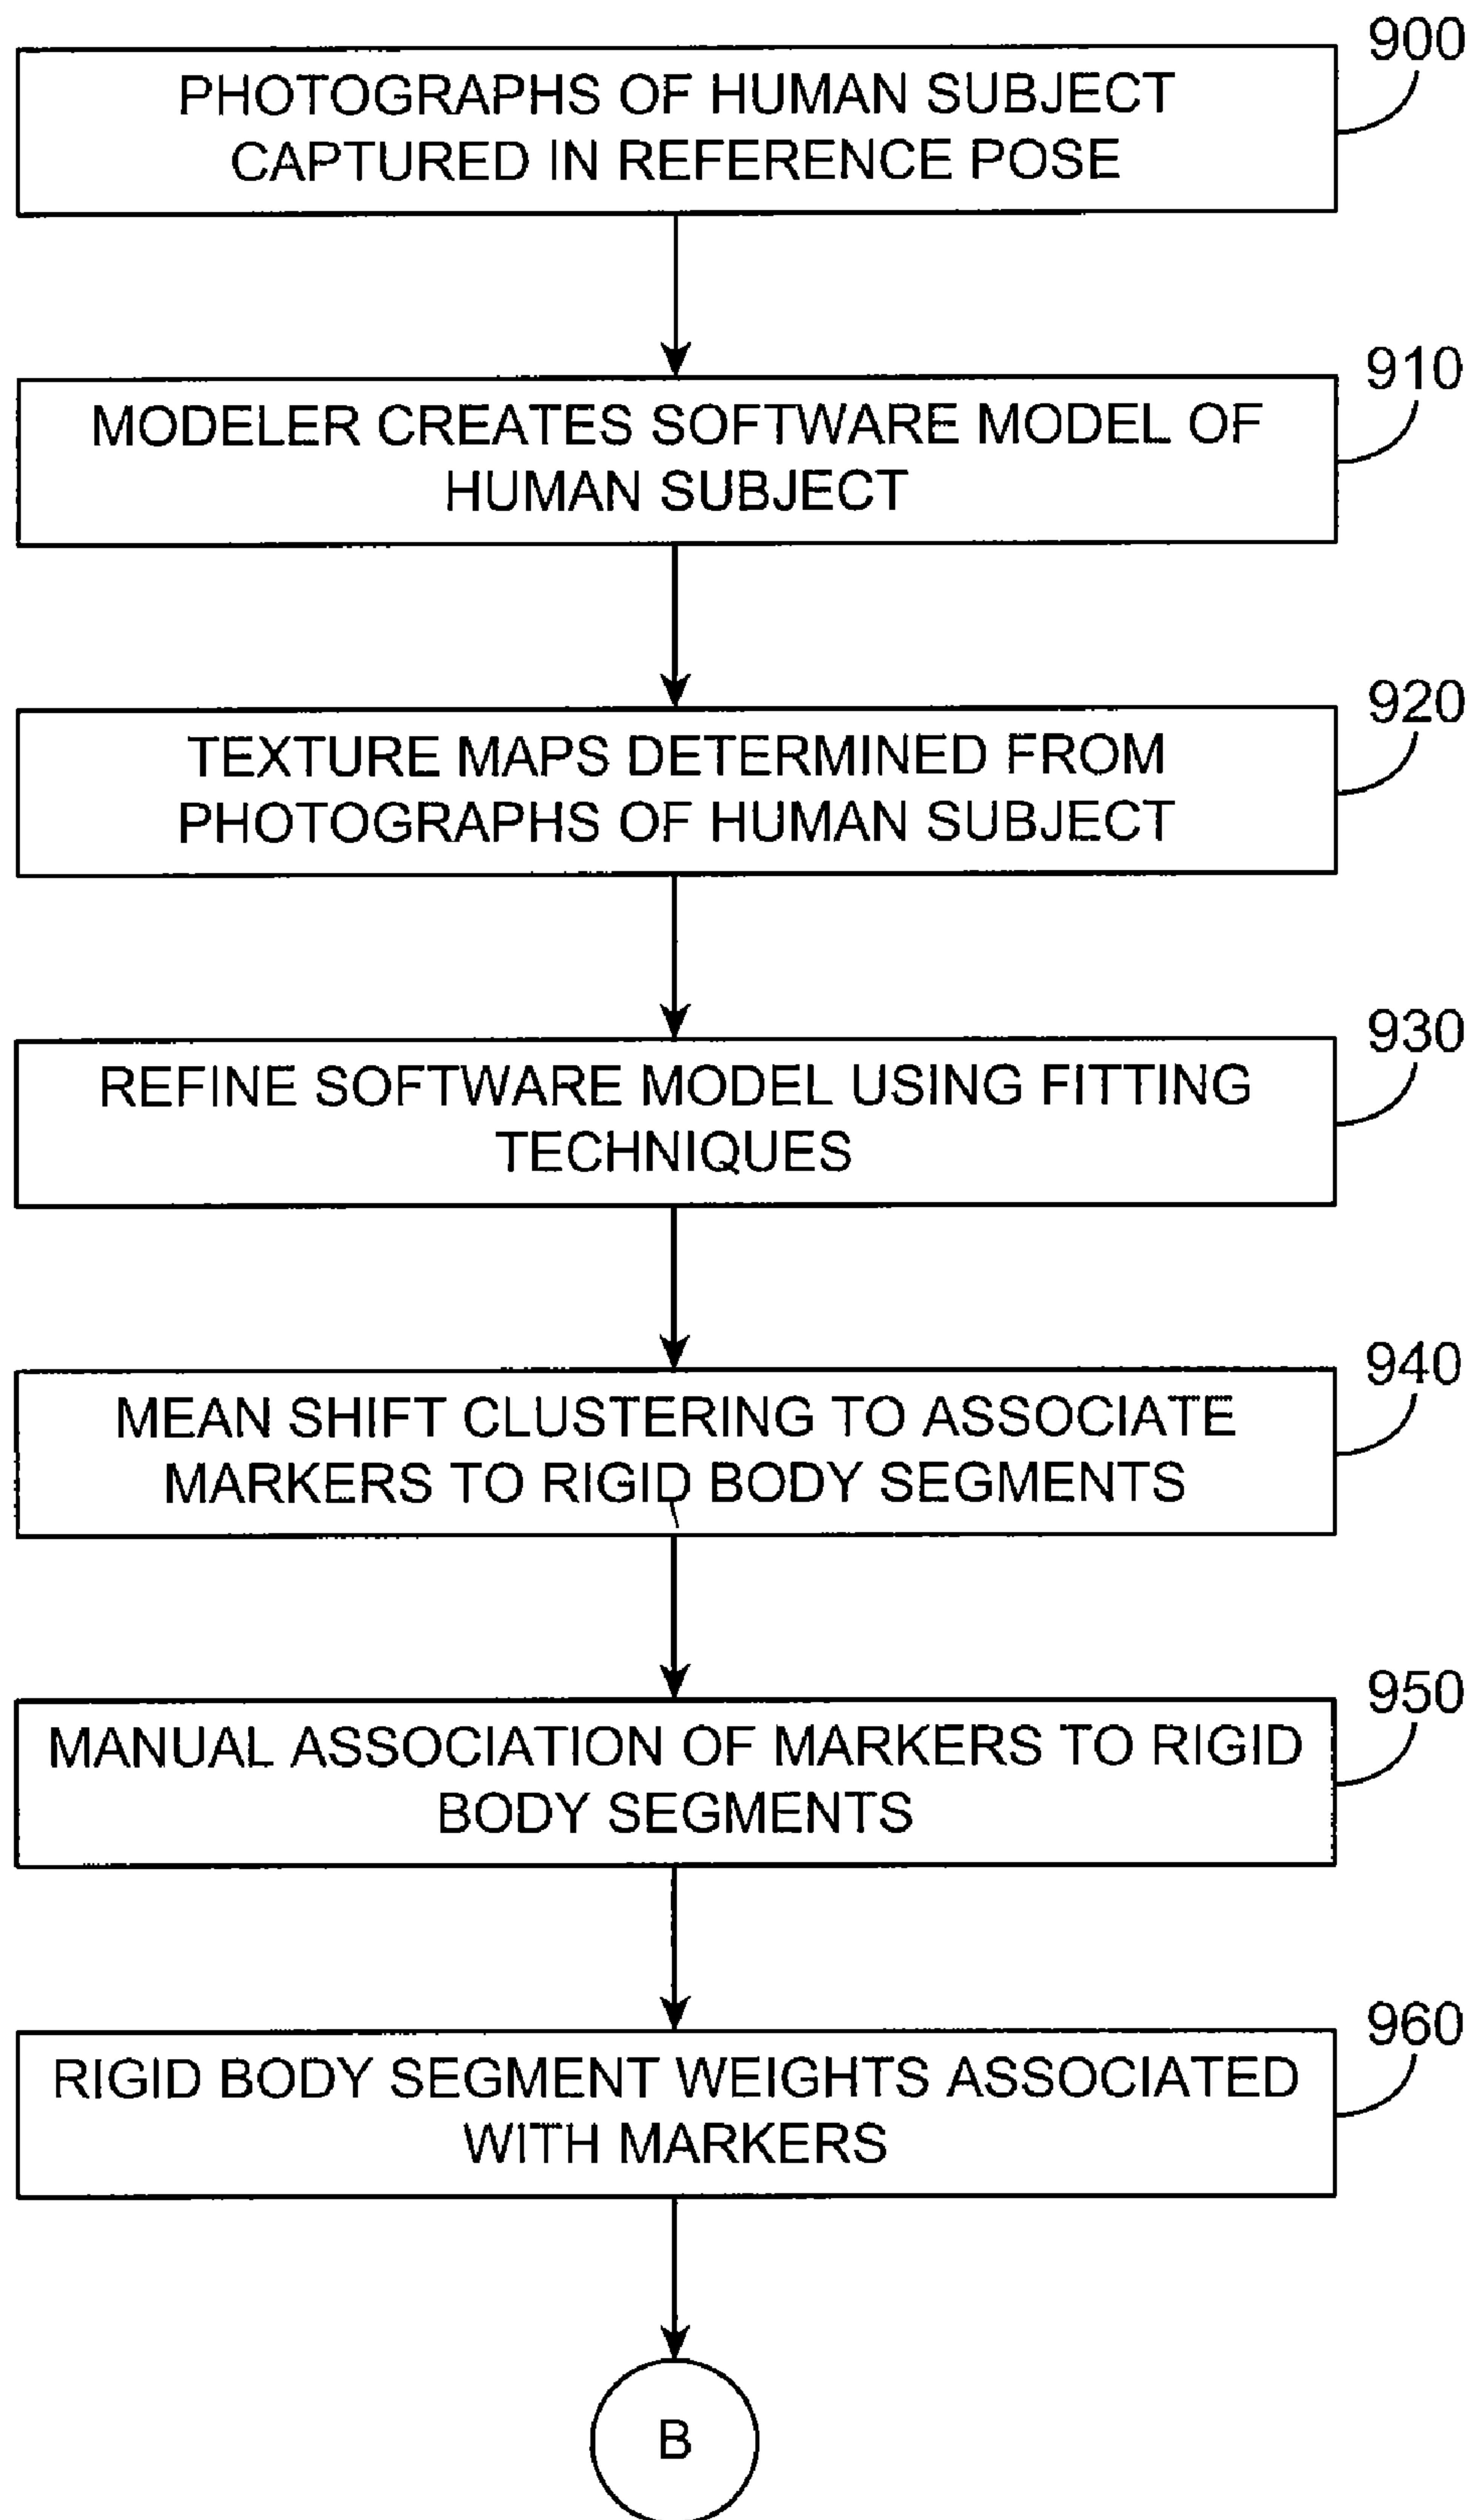 900
PHOTOGRAPHS OF HUMAN SUBJECT
CAPTURED IN REFERENCE POSE
910
MODELER CREATES SOFTWARE MODEL OF
HUMAN SUBJECT
920
TEXTURE MAPS DETERMINED FROM
PHOTOGRAPHS OF HUMAN SUBJECT
930
REFINE SOFTWARE MODEL USING FITTING
TECHNIQUES
940
MEAN SHIFT CLUSTERING TO ASSOCIATE
MARKERS TO RIGID BODY SEGMENTS
950
MANUAL ASSOCIATION OF MARKERS TO RIGID
BODY SEGMENTS
960
RIGID BODY SEGMENT WEIGHTS ASSOCIATED
WITH MARKERS
B